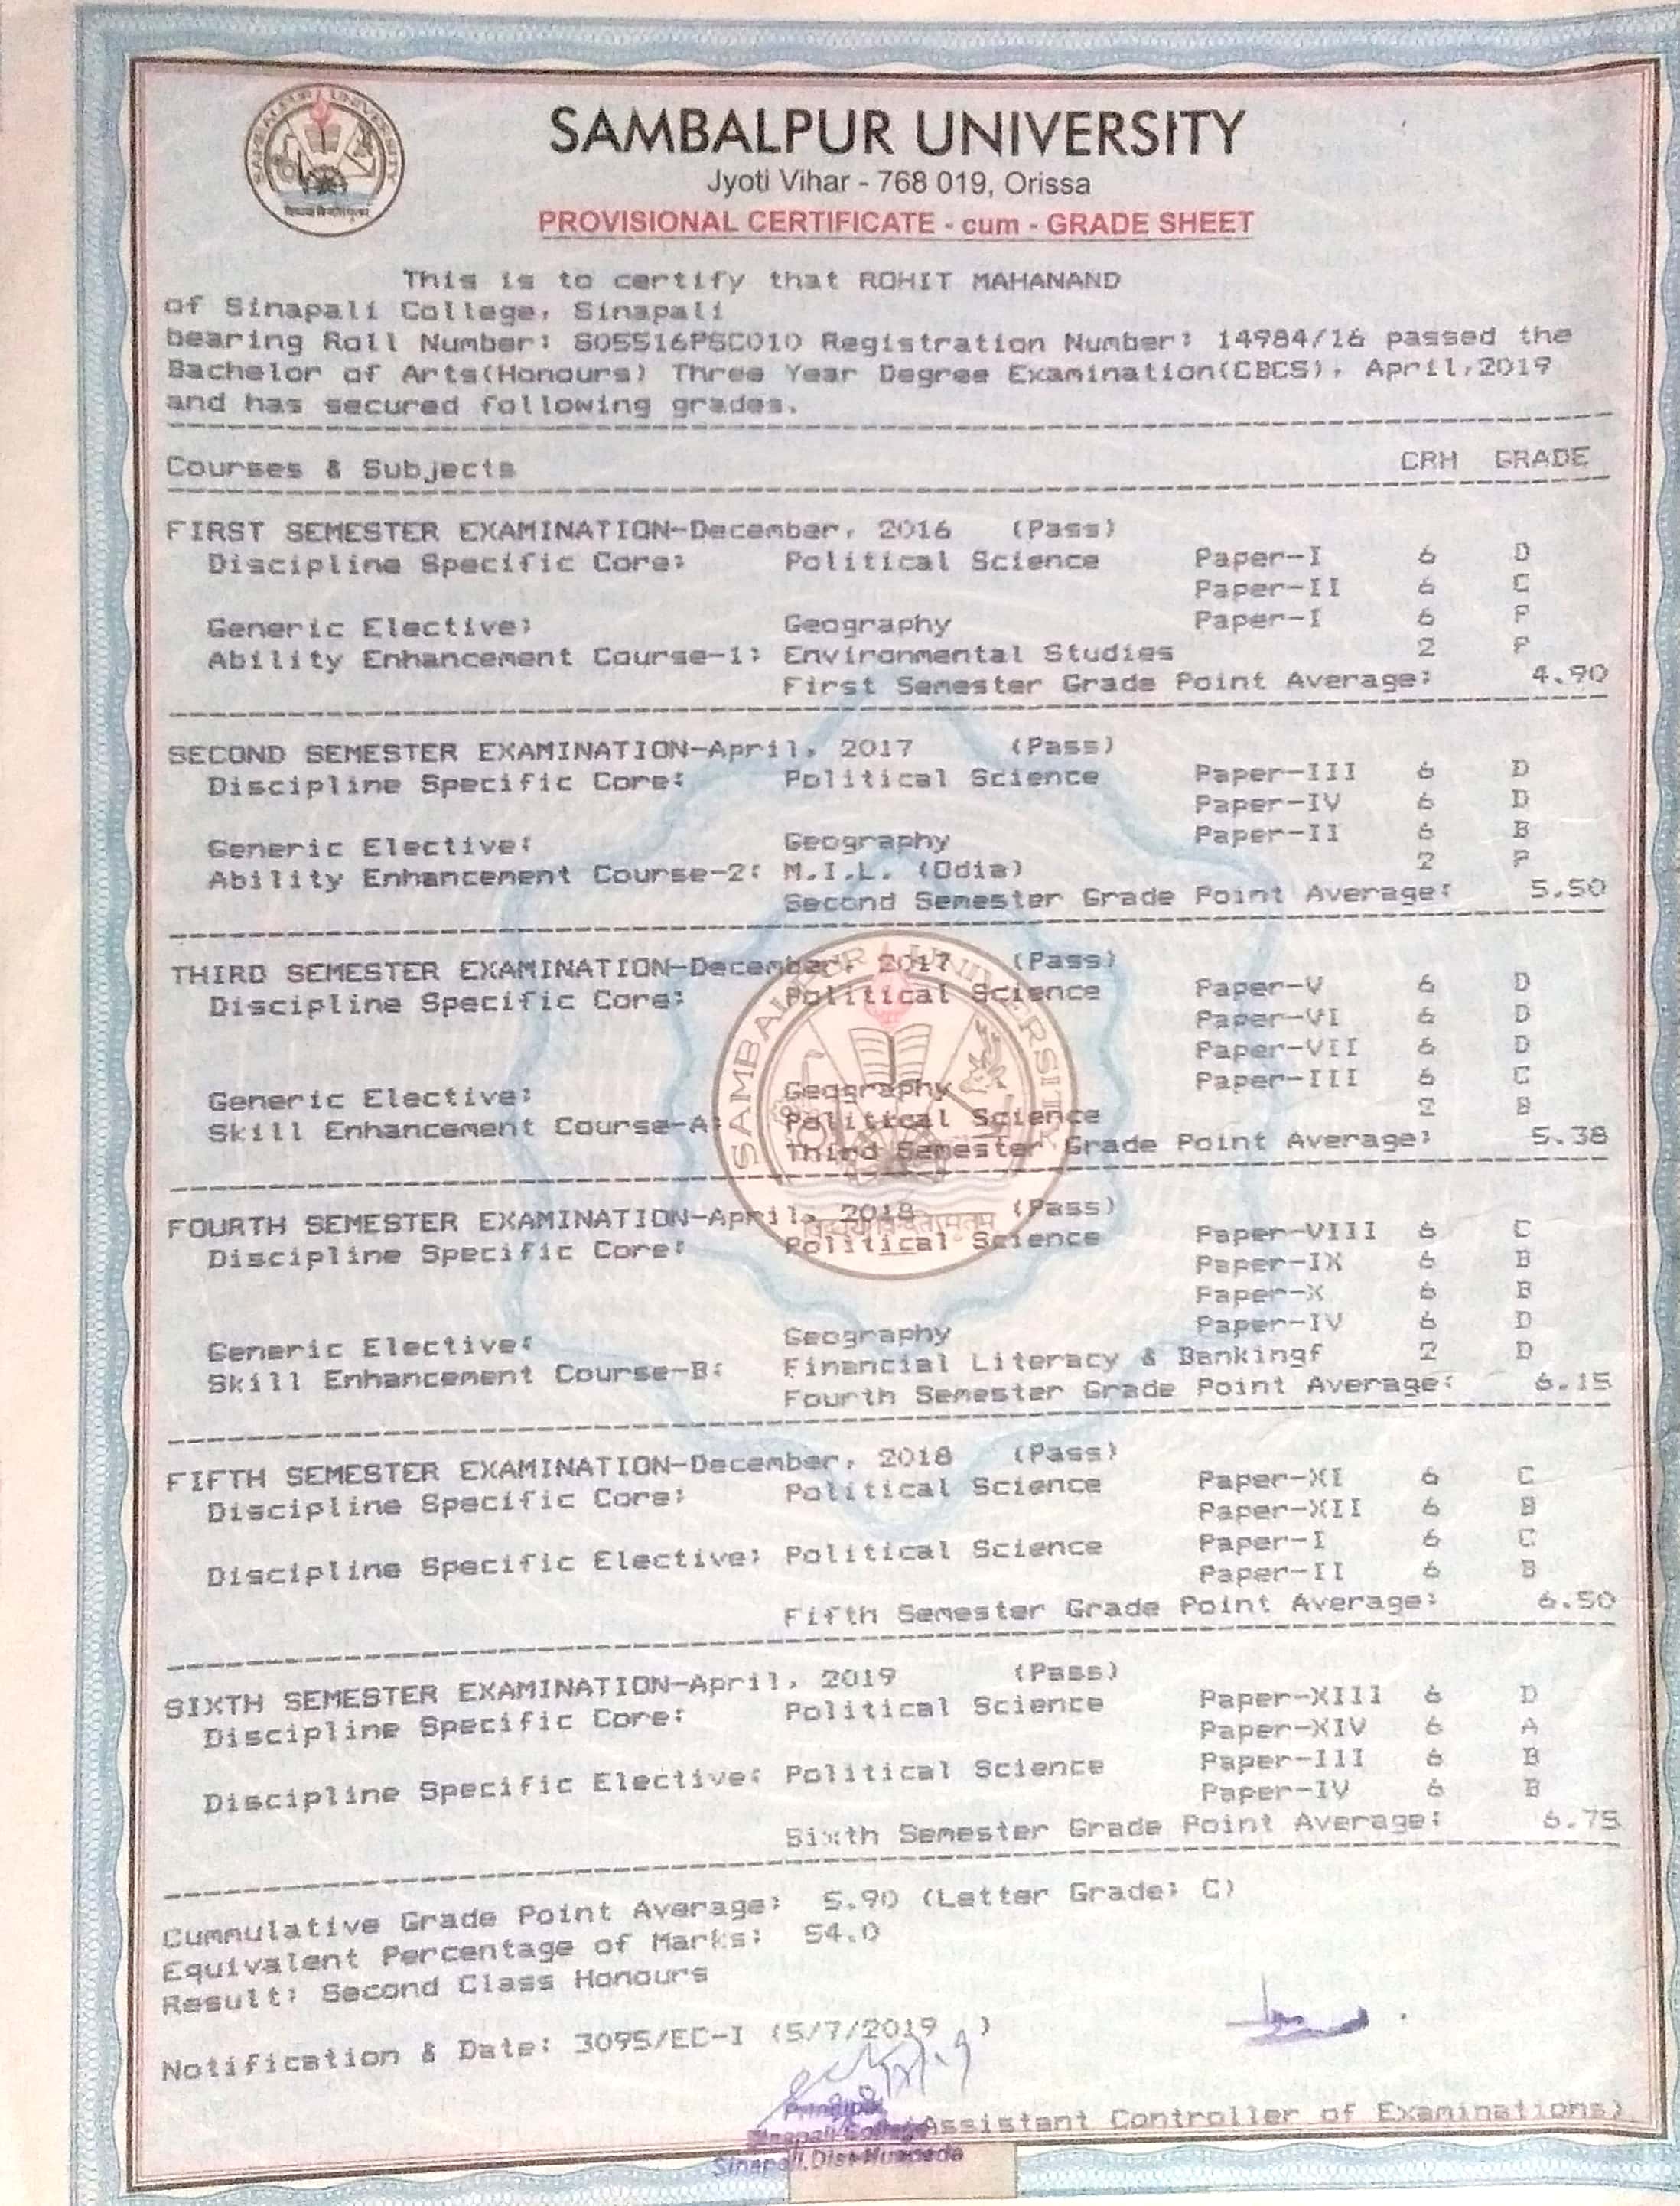 SAMBALPUR UNIVERSITY
Jyoti Vihar - 768 019, Orissa
PROVISIONAL CERTIFICATE - cum - GRADE SHEET
This is to certify that ROHIT MAHANAND
of Sinapali College, Sinapali
bearing Roll Number: S05516PSC010 Registration Number: 14984/16 passed the
Bachelor of Arts(Honours) Three Year Degree Examination(CBCS), April,2019
and has secured following grades.
Courses & Subjects CRH GRADE
FIRST SEMESTER EXAMINATION-December, 2016 (Pass)
Discipline Specific Core: Political Science Paper-I 6 D
Paper-II 6 C
Generic Elective: Geography Paper-I 6 P
Ability Enhancement Course-1: Environmental Studies 2 P
First Semester Grade Point Average: 4.90
SECOND SEMESTER EXAMINATION-April, 2017 (Pass)
Discipline Specific Core: Political Science Paper-III 6 D
Paper-IV 6 D
Generic Elective: Geography Paper-II 6 B
Ability Enhancement Course-2: M.I.L. (Odia) 2 P
Second Semester Grade Point Average: 5.50
THIRD SEMESTER EXAMINATION-December, 2017 (Pass)
Discipline Specific Core: Political Science Paper-V 6 D
Paper-VI 6 D
Paper-VII 6 D
Generic Elective: Geography Paper-III 6 C
Skill Enhancement Course-A: Political Science 2 B
Third Semester Grade Point Average: 5.38
FOURTH SEMESTER EXAMINATION-April, 2018 (Pass)
Discipline Specific Core: Political Science Paper-VIII 6 C
Paper-IX 6 B
Paper-X 6 B
Generic Elective: Geography Paper-IV 6 D
Skill Enhancement Course-B: Financial Literacy & Bankingf 2 D
Fourth Semester Grade Point Average: 6.15
FIFTH SEMESTER EXAMINATION-December, 2018 (Pass)
Discipline Specific Core: Political Science Paper-XI 6 C
Paper-XII 6 B
Discipline Specific Elective: Political Science Paper-I 6 C
Paper-II 6 B
Fifth Semester Grade Point Average: 6.50
SIXTH SEMESTER EXAMINATION-April, 2019 (Pass)
Discipline Specific Core: Political Science Paper-XIII 6 D
Paper-XIV 6 A
Discipline Specific Elective: Political Science Paper-III 6 B
Paper-IV 6 B
Sixth Semester Grade Point Average: 6.75
Cummulative Grade Point Average: 5.90 (Letter Grade: C)
Equivalent Percentage of Marks: 54.0
Result: Second Class Honours
Notification & Date: 3095/EC-I (5/7/2019 )
Principal
Sinapali College
Assistant Controller of Examinations)
Sinapali, Dist-Nuapada
SAMBALPUR UNIVERSITY